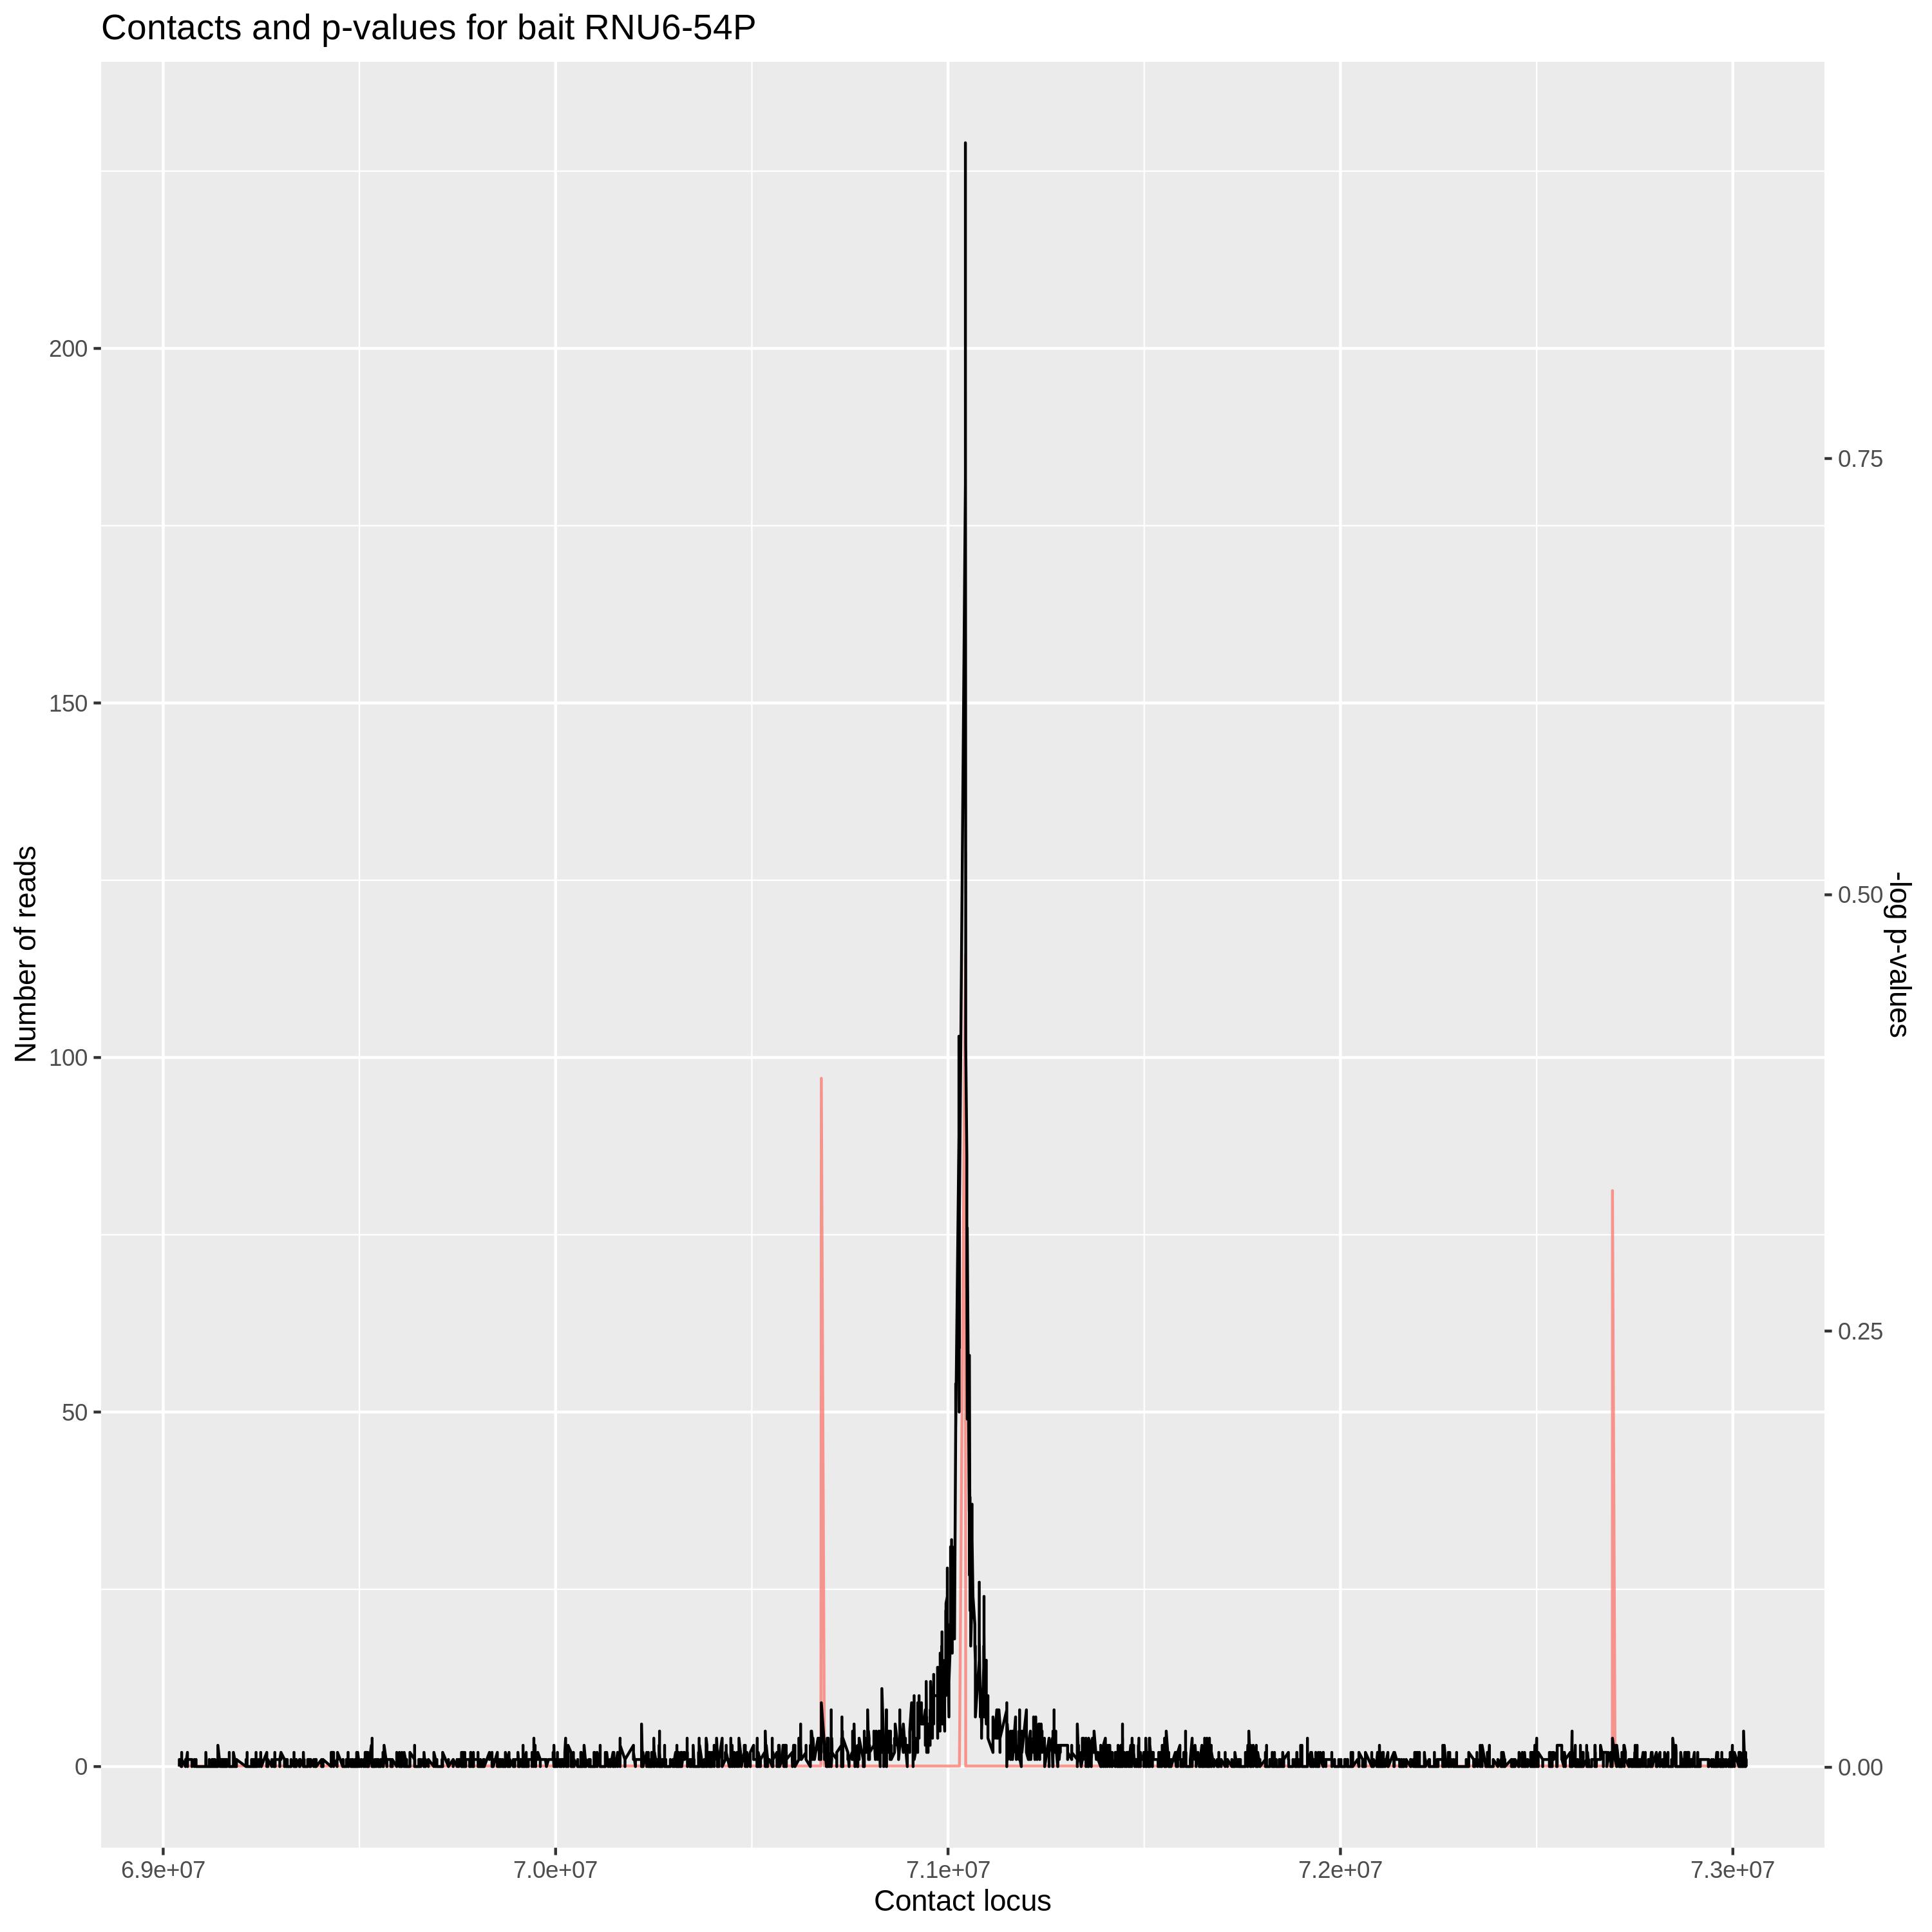 Contacts and p-values for bait RNU6-54P
200
150
100
50
0
Number of reads
0.75
0.50
0.25
0.00
-log p-values
6.9e+07
7.0e+07
7.1e+07
7.2e+07
7.3e+07
Contact locus